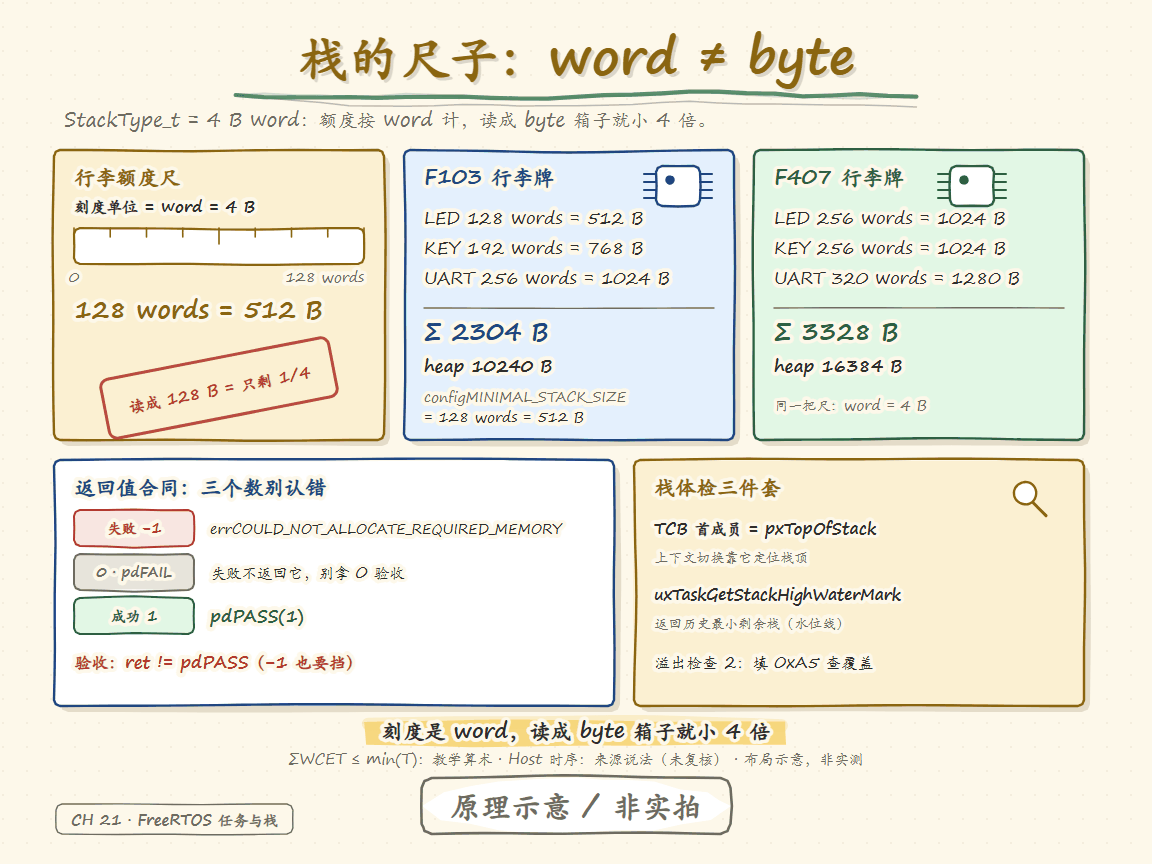 栈的尺子：word ≠ byte
StackType_t = 4 B word：额度按 word 计，读成 byte 箱子就小 4 倍。
行李额度尺
刻度单位 = word = 4 B
0
128 words
128 words = 512 B
读成 128 B = 只剩 1/4
F103 行李牌
LED 128 words = 512 B
KEY 192 words = 768 B
UART 256 words = 1024 B
Σ 2304 B
heap 10240 B
configMINIMAL_STACK_SIZE
= 128 words = 512 B
F407 行李牌
LED 256 words = 1024 B
KEY 256 words = 1024 B
UART 320 words = 1280 B
Σ 3328 B
heap 16384 B
同一把尺：word = 4 B
返回值合同：三个数别认错
失败 -1
errCOULD_NOT_ALLOCATE_REQUIRED_MEMORY
0 · pdFAIL
失败不返回它，别拿 0 验收
成功 1
pdPASS(1)
验收：ret != pdPASS（-1 也要挡）
栈体检三件套
TCB 首成员 = pxTopOfStack
上下文切换靠它定位栈顶
uxTaskGetStackHighWaterMark
返回历史最小剩余栈（水位线）
溢出检查 2：填 0xA5 查覆盖
刻度是 word，读成 byte 箱子就小 4 倍
ΣWCET ≤ min(T)：教学算术 · Host 时序：来源说法（未复核） · 布局示意，非实测
原理示意 / 非实拍
CH 21 · FreeRTOS 任务与栈